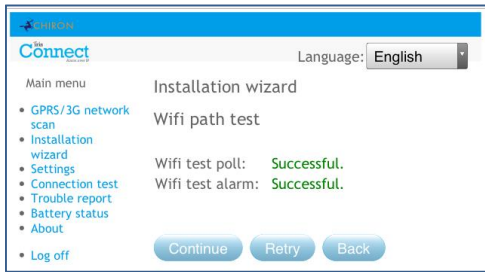 CHIRON
Iris
Connect
Language: English
Main menu
Installation wizard
GPRS/3G network
scan
Wifi path test
Installation
wizard
Settings
Wifi test poll: Successful.
Connection test
Wifi test alarm: Successful.
Trouble report
Battery status
About
Continue Retry Back
Log off